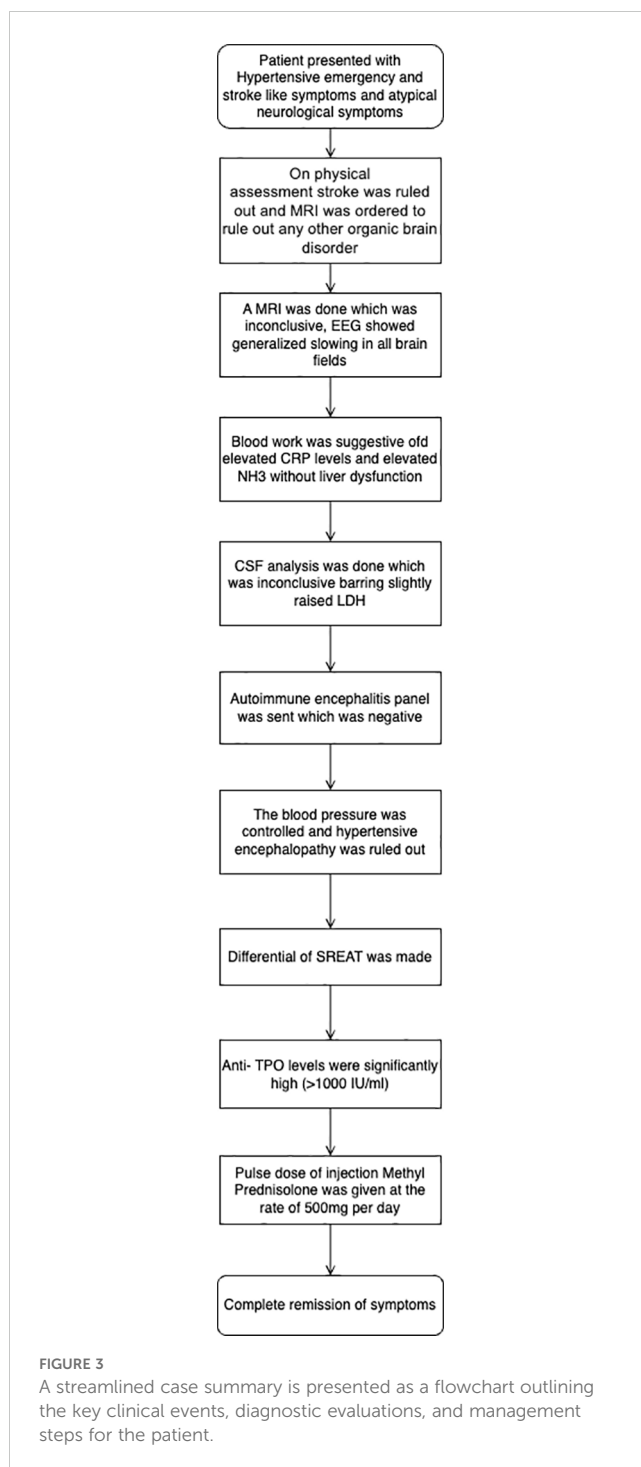 Patient presented with
Hypertensive emergency and
stroke like symptoms and atypical
neurological symptoms
On physical
assessment stroke was ruled
out and MRI was ordered to
rule out any other organic brain
disorder
A MRI was done which was
inconclusive, EEG showed
generalized slowing in all brain
fields
Blood work was suggestive ofd
elevated CRP levels and elevated
NH3 without liver dysfunction
CSF analysis was done which
was inconclusive barring slightly
raised LDH
Autoimmune encephalitis panel
was sent which was negative
The blood pressure was
controlled and hypertensive
encephalopathy was ruled out
Differential of SREAT was made
Anti- TPO levels were significantly
high (>1000 IU/ml)
Pulse dose of injection Methyl
Prednisolone was given at the
rate of 500mg per day
Complete remission of symptoms
FIGURE 3
A streamlined case summary is presented as a flowchart outlining
the key clinical events, diagnostic evaluations, and management
steps for the patient.